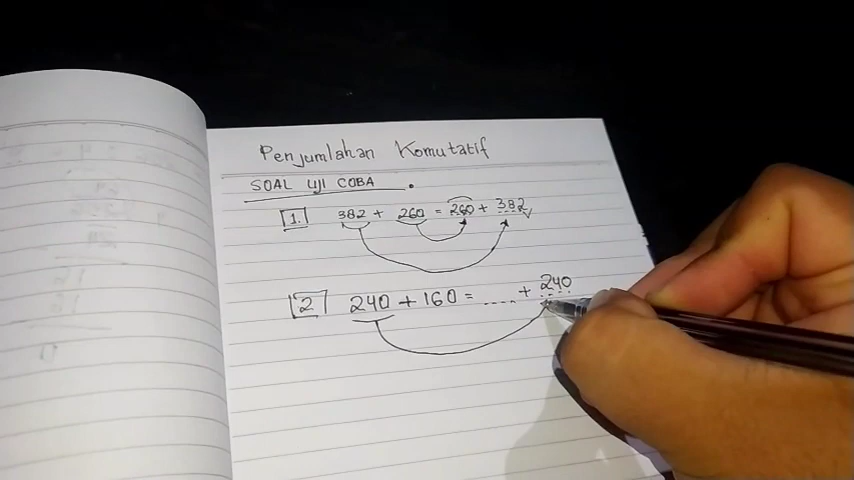 Penjumlahan Komutatif
SOAL UJI COBA .
1. 382 + 260 = 260 + 382
2 240 + 160 = .... + 240